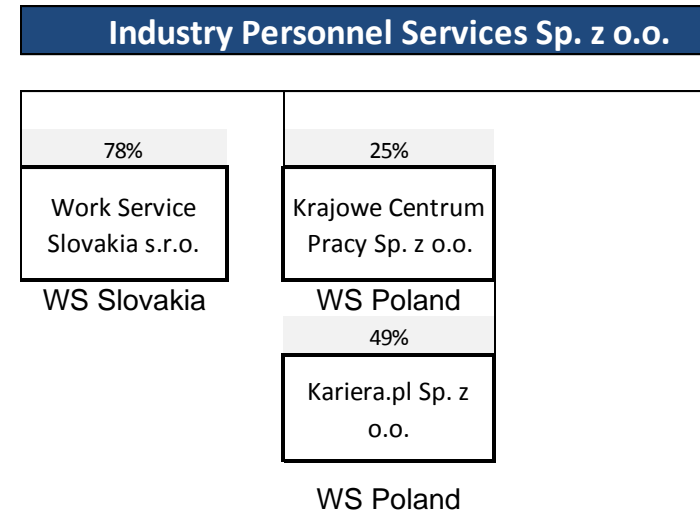 Industry Personnel Services Sp. z o.o.
78%
25%
Work Service
Slovakia s.r.o.
Krajowe Centrum
Pracy Sp. z o.o.
WS Slovakia
WS Poland
49%
Kariera.pl Sp. z
o.o.
WS Poland